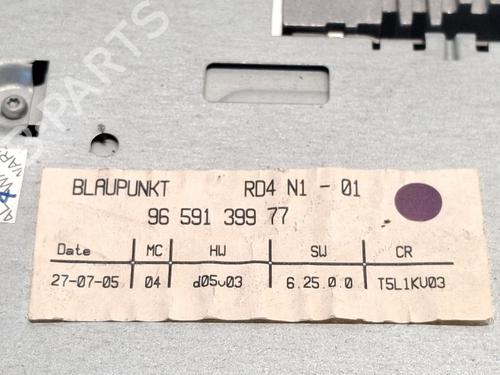 BLAUPUNKT RD4 N1 - 01
96 591 399 77
Date MC HW SW CR
27-07-05 04 d05v03 6.25.0.0 T5L1KV03